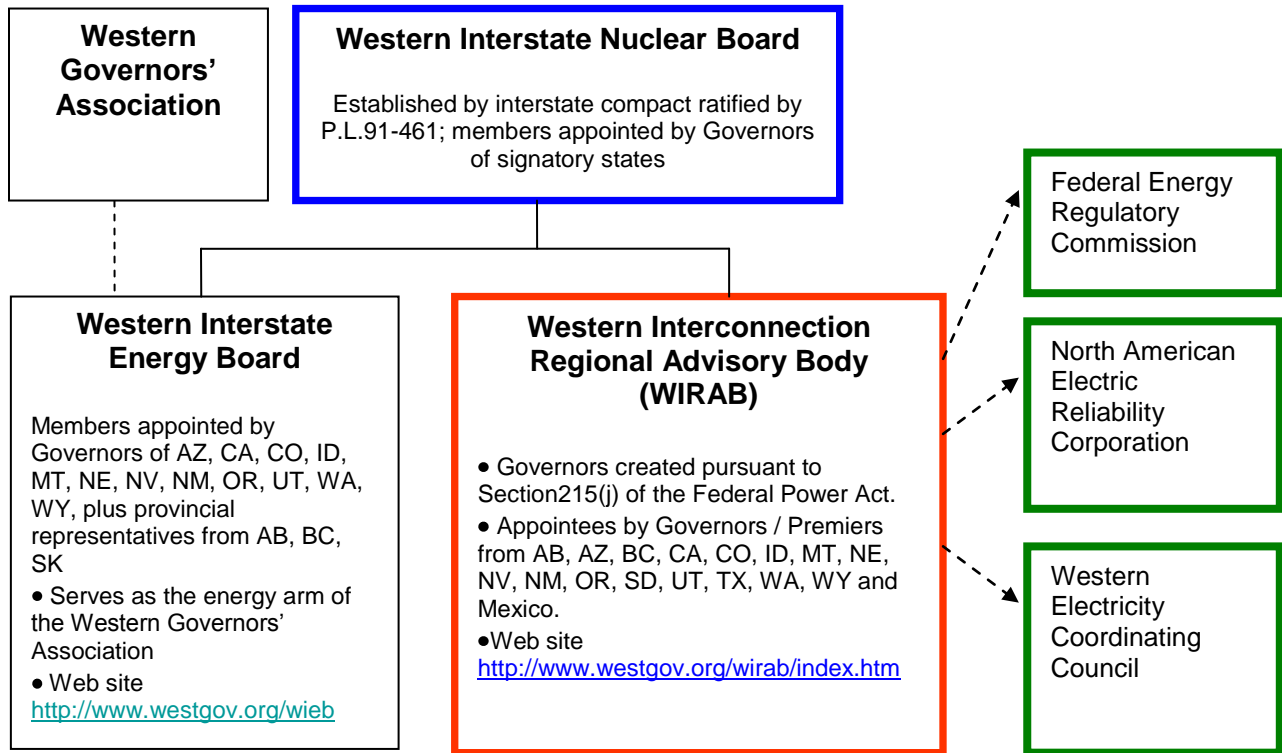 Western
Governors’
Association
Western Interstate Nuclear Board
Established by interstate compact ratified by
P.L.91-461; members appointed by Governors
of signatory states
Western Interstate
Energy Board
Members appointed by
Governors of AZ, CA, CO, ID,
MT, NE, NV, NM, OR, UT, WA,
WY, plus provincial
representatives from AB, BC,
SK
• Serves as the energy arm of
the Western Governors’
Association
• Web site
http://www.westgov.org/wieb
Western Interconnection
Regional Advisory Body
(WIRAB)
• Governors created pursuant to
Section215(j) of the Federal Power Act.
• Appointees by Governors / Premiers
from AB, AZ, BC, CA, CO, ID, MT, NE,
NV, NM, OR, SD, UT, TX, WA, WY and
Mexico.
•Web site
http://www.westgov.org/wirab/index.htm
Federal Energy
Regulatory
Commission
North American
Electric
Reliability
Corporation
Western
Electricity
Coordinating
Council